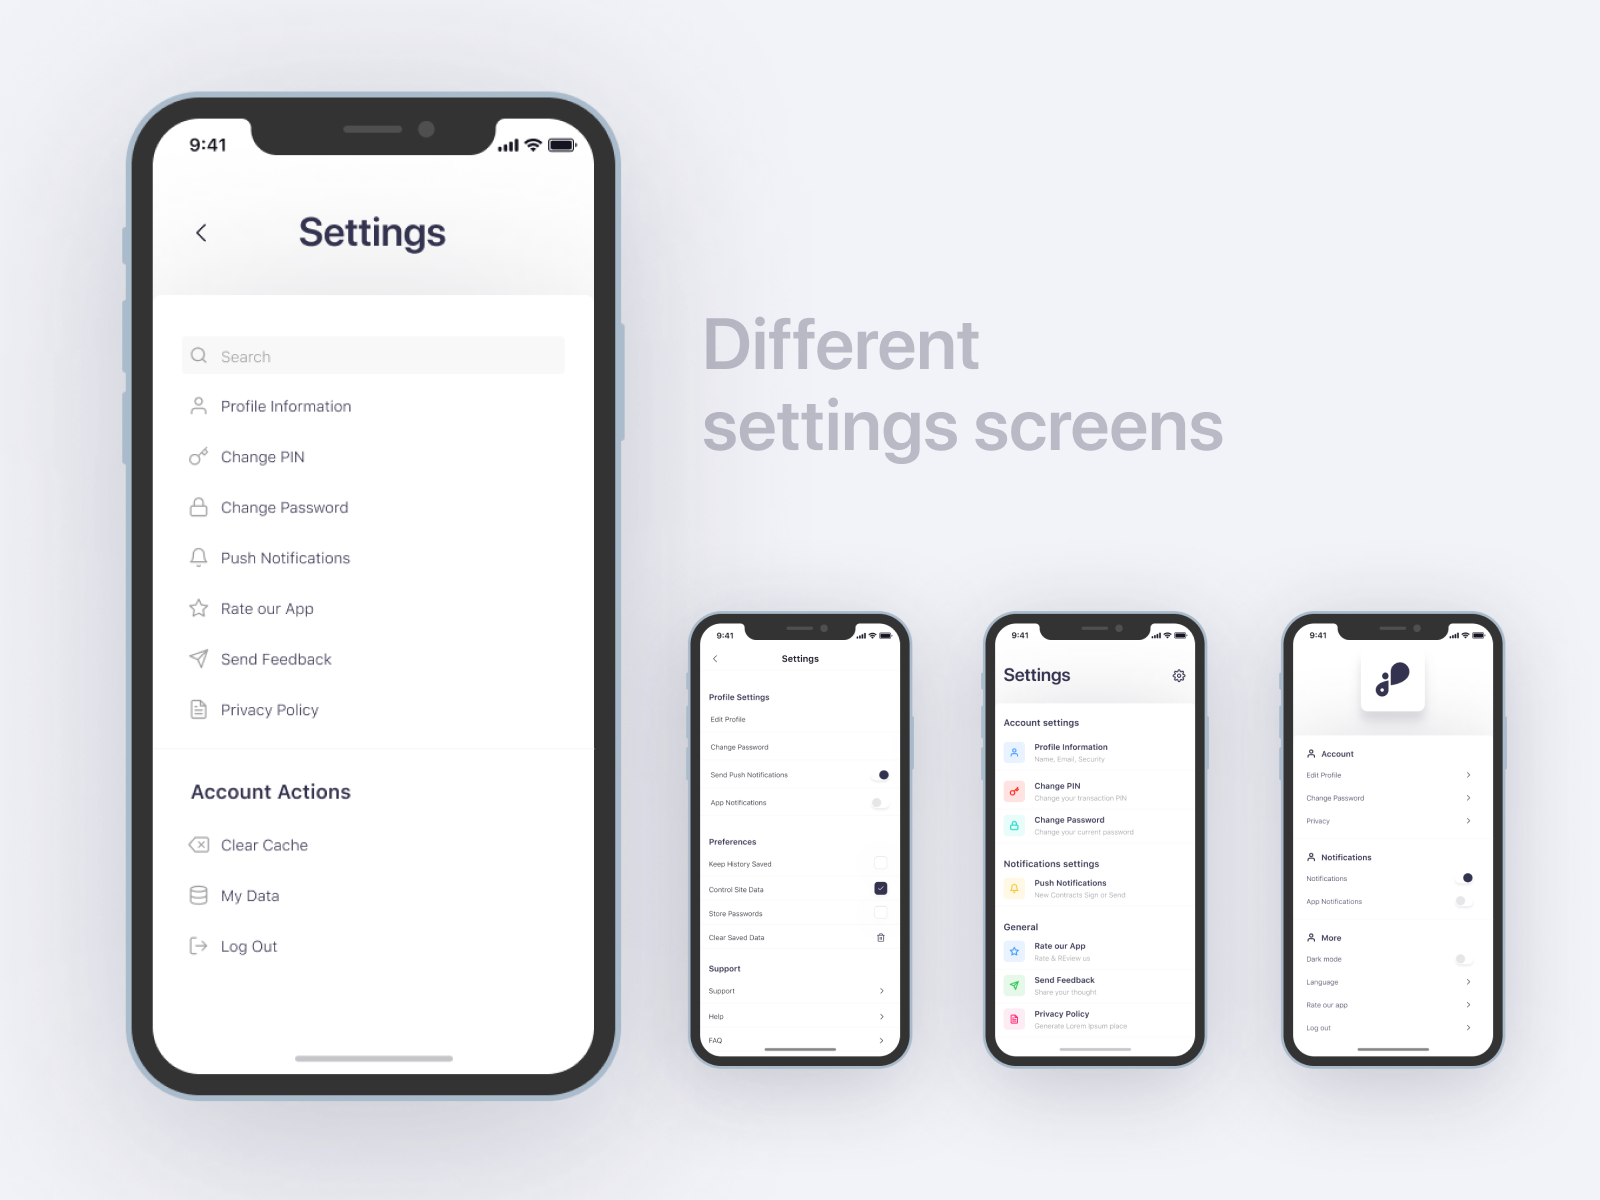 9:41
Settings
Search
Profile Information
Change PIN
Change Password
Push Notifications
Rate our App
Send Feedback
Privacy Policy
Account Actions
Clear Cache
My Data
Log Out
Different
settings screens
9:41
Settings
Profile Settings
Edit Profile
Change Password
Send Push Notifications
App Notifications
Preferences
Keep History Saved
Control Site Data
Store Passwords
Clear Saved Data
Support
Support
Help
FAQ
9:41
Settings
Account settings
Profile Information
Name, Email, Security
Change PIN
Change your transaction PIN
Change Password
Change your current password
Notifications settings
Push Notifications
New Contracts Sign or Send
General
Rate our App
Rate & REview us
Send Feedback
Share your thought
Privacy Policy
Generate Lorem Ipsum place
9:41
Account
Edit Profile
Change Password
Privacy
Notifications
Notifications
App Notifications
More
Dark mode
Language
Rate our app
Log out